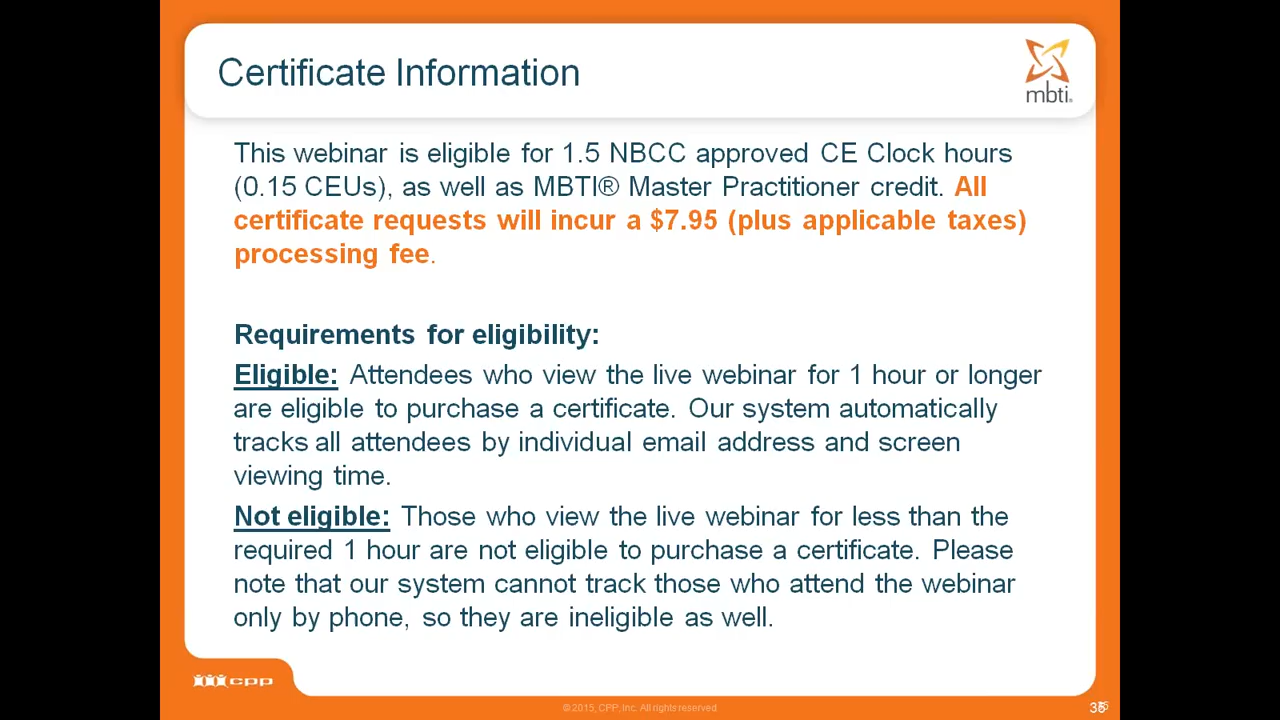 Certificate Information
mbti®
This webinar is eligible for 1.5 NBCC approved CE Clock hours
(0.15 CEUs), as well as MBTI® Master Practitioner credit. All
certificate requests will incur a $7.95 (plus applicable taxes)
processing fee.
Requirements for eligibility:
Eligible: Attendees who view the live webinar for 1 hour or longer
are eligible to purchase a certificate. Our system automatically
tracks all attendees by individual email address and screen
viewing time.
Not eligible: Those who view the live webinar for less than the
required 1 hour are not eligible to purchase a certificate. Please
note that our system cannot track those who attend the webinar
only by phone, so they are ineligible as well.
cpp
© 2015, CPP, Inc. All rights reserved